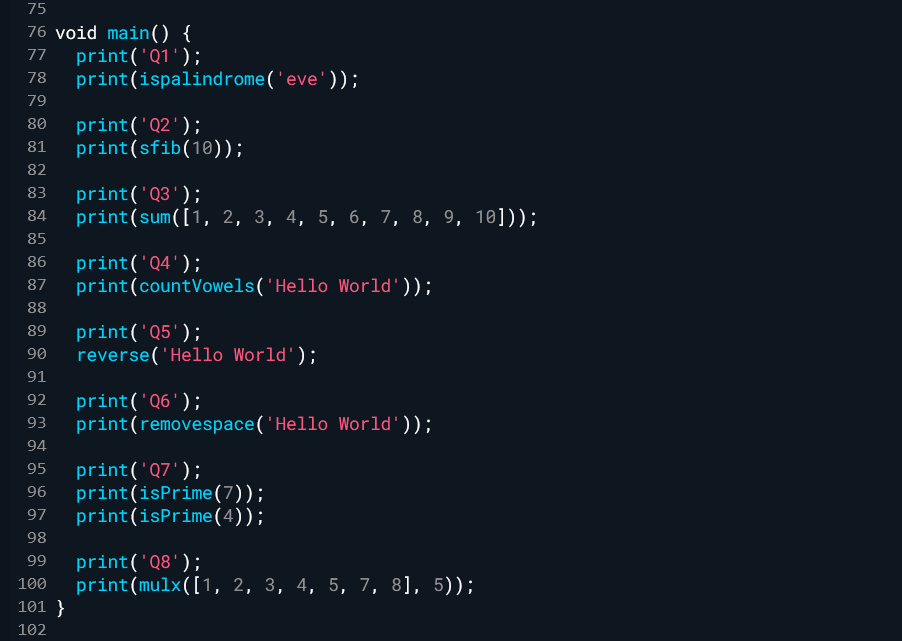 75
76 void main() {
77 print('Q1');
78 print(ispalindrome('eve'));
79
80 print('Q2');
81 print(sfib(10));
82
83 print('Q3');
84 print(sum([1, 2, 3, 4, 5, 6, 7, 8, 9, 10]));
85
86 print('Q4');
87 print(countVowels('Hello World'));
88
89 print('Q5');
90 reverse('Hello World');
91
92 print('Q6');
93 print(removespace('Hello World'));
94
95 print('Q7');
96 print(isPrime(7));
97 print(isPrime(4));
98
99 print('Q8');
100 print(mulx([1, 2, 3, 4, 5, 7, 8], 5));
101 }
102